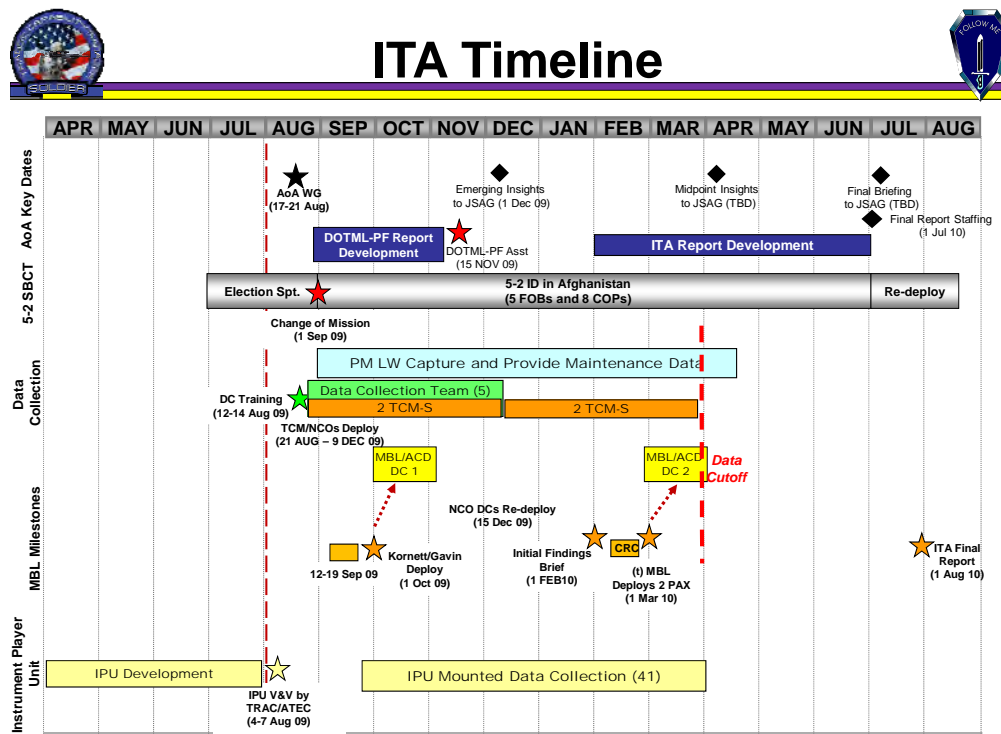 ITA Timeline
SOLDIER
FOLLOW ME
APR MAY JUN JUL AUG SEP OCT NOV DEC JAN FEB MAR APR MAY JUN JUL AUG
AoA Key Dates
AoA WG
(17-21 Aug)
Emerging Insights
to JSAG (1 Dec 09)
Midpoint Insights
to JSAG (TBD)
Final Briefing
to JSAG (TBD)
Final Report Staffing
(1 Jul 10)
DOTML-PF Report
Development
DOTML-PF Asst
(15 NOV 09)
ITA Report Development
5-2 SBCT
Election Spt.
5-2 ID in Afghanistan
(5 FOBs and 8 COPs)
Re-deploy
Change of Mission
(1 Sep 09)
Data
Collection
PM LW Capture and Provide Maintenance Data
Data Collection Team (5)
2 TCM-S
2 TCM-S
DC Training
(12-14 Aug 09)
TCM/NCOs Deploy
(21 AUG – 9 DEC 09)
MBL/ACD
DC 1
MBL/ACD
DC 2
Data
Cutoff
MBL Milestones
NCO DCs Re-deploy
(15 Dec 09)
12-19 Sep 09
Kornett/Gavin
Deploy
(1 Oct 09)
Initial Findings
Brief
(1 FEB10)
CRC
(t) MBL
Deploys 2 PAX
(1 Mar 10)
ITA Final
Report
(1 Aug 10)
Instrument Player
Unit
IPU Development
IPU V&V by
TRAC/ATEC
(4-7 Aug 09)
IPU Mounted Data Collection (41)